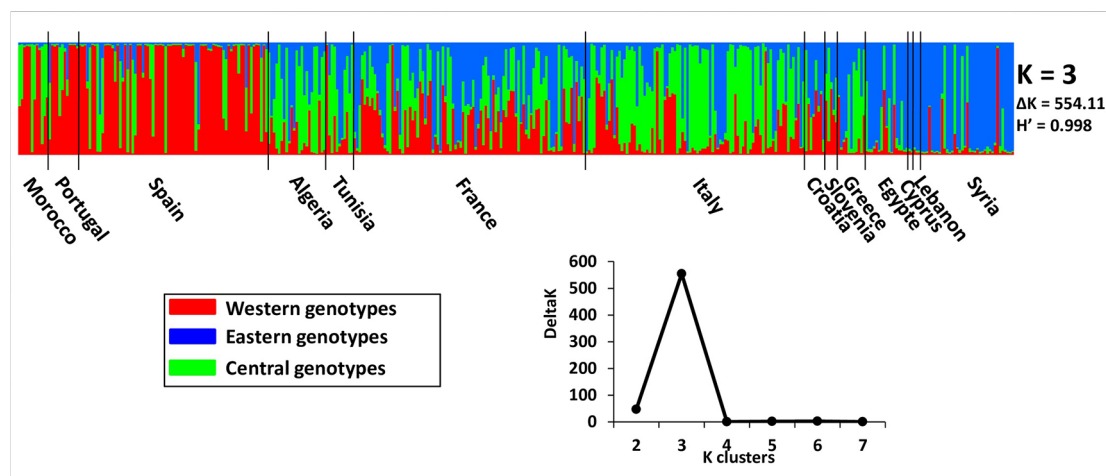 K = 3
ΔK = 554.11
H' = 0.998
Morocco
Portugal
Spain
Algeria
Tunisia
France
Italy
Croatia
Slovenia
Greece
Egypte
Cyprus
Lebanon
Syria
Western genotypes
Eastern genotypes
Central genotypes
DeltaK
600
500
400
300
200
100
0
2 3 4 5 6 7
K clusters